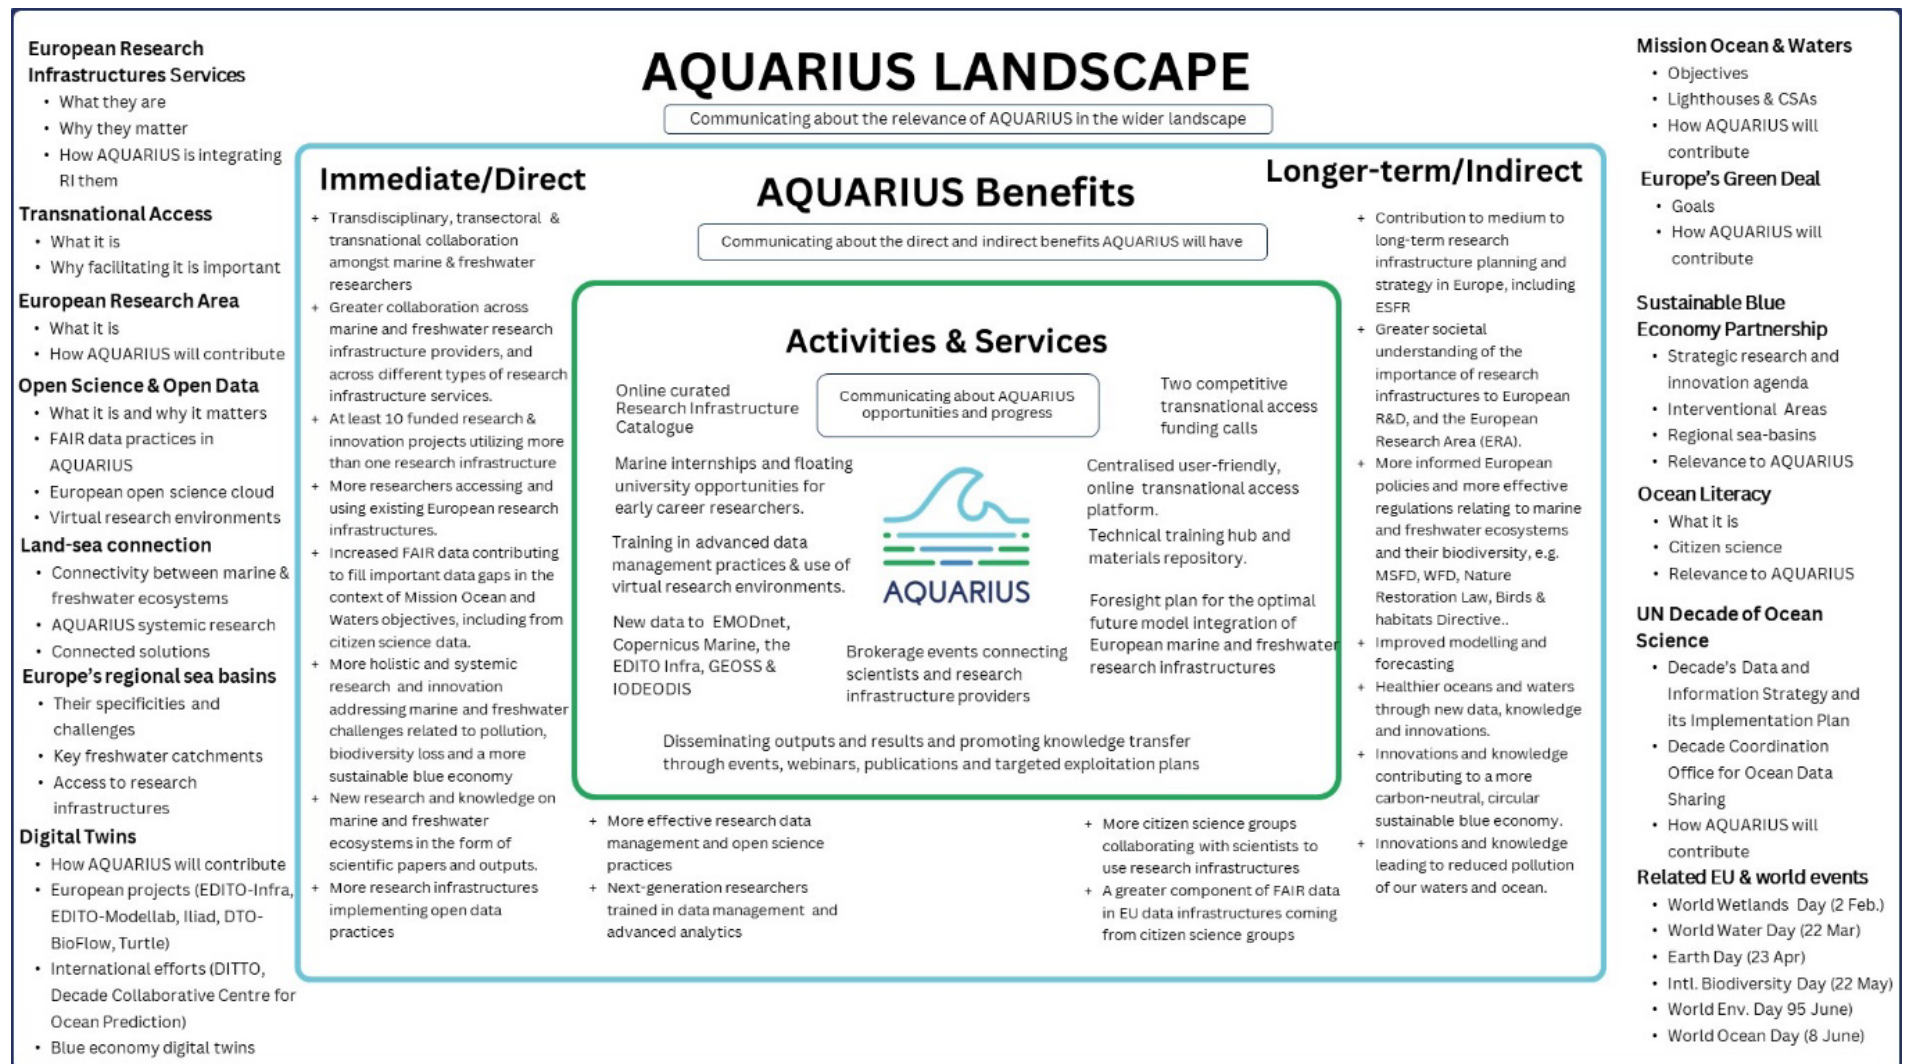 AQUARIUS LANDSCAPE
Communicating about the relevance of AQUARIUS in the wider landscape
European Research
Infrastructures Services
• What they are
• Why they matter
• How AQUARIUS is integrating
RI them
Transnational Access
• What it is
• Why facilitating it is important
European Research Area
• What it is
• How AQUARIUS will contribute
Open Science & Open Data
• What it is and why it matters
• FAIR data practices in
AQUARIUS
• European open science cloud
• Virtual research environments
Land-sea connection
• Connectivity between marine &
freshwater ecosystems
• AQUARIUS systemic research
• Connected solutions
Europe's regional sea basins
• Their specificities and
challenges
• Key freshwater catchments
• Access to research
infrastructures
Digital Twins
• How AQUARIUS will contribute
• European projects (EDITO-Infra,
EDITO-Modellab, Iliad, DTO-
BioFlow, Turtle)
• International efforts (DITTO,
Decade Collaborative Centre for
Ocean Prediction)
• Blue economy digital twins
AQUARIUS Benefits
Communicating about the direct and indirect benefits AQUARIUS will have
Immediate/Direct
+ Transdisciplinary, transectoral &
transnational collaboration
amongst marine & freshwater
researchers
+ Greater collaboration across
marine and freshwater research
infrastructure providers, and
across different types of research
infrastructure services.
+ At least 10 funded research &
innovation projects utilizing more
than one research infrastructure
+ More researchers accessing and
using existing European research
infrastructures.
+ Increased FAIR data contributing
to fill important data gaps in the
context of Mission Ocean and
Waters objectives, including from
citizen science data.
+ More holistic and systemic
research and innovation
addressing marine and freshwater
challenges related to pollution,
biodiversity loss and a more
sustainable blue economy
+ New research and knowledge on
marine and freshwater
ecosystems in the form of
scientific papers and outputs.
+ More research infrastructures
implementing open data
practices
+ More effective research data
management and open science
practices
+ Next-generation researchers
trained in data management and
advanced analytics
Activities & Services
Communicating about AQUARIUS
opportunities and progress
Online curated
Research Infrastructure
Catalogue
Marine internships and floating
university opportunities for
early career researchers.
Training in advanced data
management practices & use of
virtual research environments.
New data to EMODnet,
Copernicus Marine, the
EDITO Infra, GEOSS &
IODEODIS
AQUARIUS
Brokerage events connecting
scientists and research
infrastructure providers
Two competitive
transnational access
funding calls
Centralised user-friendly,
online transnational access
platform.
Technical training hub and
materials repository.
Foresight plan for the optimal
future model integration of
European marine and freshwater
research infrastructures
Disseminating outputs and results and promoting knowledge transfer
through events, webinars, publications and targeted exploitation plans
+ More citizen science groups
collaborating with scientists to
use research infrastructures
+ A greater component of FAIR data
in EU data infrastructures coming
from citizen science groups
Longer-term/Indirect
+ Contribution to medium to
long-term research
infrastructure planning and
strategy in Europe, including
ESFR
+ Greater societal
understanding of the
importance of research
infrastructures to European
R&D, and the European
Research Area (ERA).
+ More informed European
policies and more effective
regulations relating to marine
and freshwater ecosystems
and their biodiversity, e.g.
MSFD, WFD, Nature
Restoration Law, Birds &
habitats Directive..
+ Improved modelling and
forecasting
+ Healthier oceans and waters
through new data, knowledge
and innovations.
+ Innovations and knowledge
contributing to a more
carbon-neutral, circular
sustainable blue economy.
+ Innovations and knowledge
leading to reduced pollution
of our waters and ocean.
Mission Ocean & Waters
• Objectives
• Lighthouses & CSAs
• How AQUARIUS will
contribute
Europe's Green Deal
• Goals
• How AQUARIUS will
contribute
Sustainable Blue
Economy Partnership
• Strategic research and
innovation agenda
• Interventional Areas
• Regional sea-basins
• Relevance to AQUARIUS
Ocean Literacy
• What it is
• Citizen science
• Relevance to AQUARIUS
UN Decade of Ocean
Science
• Decade's Data and
Information Strategy and
its Implementation Plan
• Decade Coordination
Office for Ocean Data
Sharing
• How AQUARIUS will
contribute
Related EU & world events
• World Wetlands Day (2 Feb.)
• World Water Day (22 Mar)
• Earth Day (23 Apr)
• Intl. Biodiversity Day (22 May)
• World Env. Day 95 June)
• World Ocean Day (8 June)